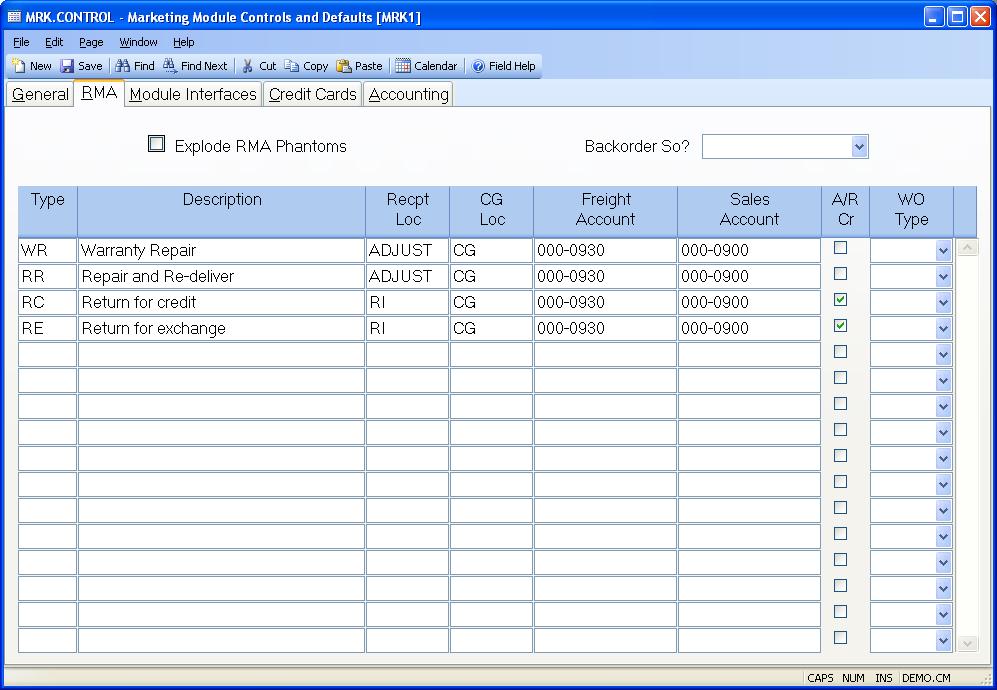 MRK.CONTROL - Marketing Module Controls and Defaults [MRK1]
File Edit Page Window Help
New Save Find Find Next Cut Copy Paste Calendar Field Help
General RMA Module Interfaces Credit Cards Accounting
Explode RMA Phantoms Backorder So?
Type Description Recpt Loc CG Loc Freight Account Sales Account A/R Cr WO Type
WR Warranty Repair ADJUST CG 000-0930 000-0900
RR Repair and Re-deliver ADJUST CG 000-0930 000-0900
RC Return for credit RI CG 000-0930 000-0900
RE Return for exchange RI CG 000-0930 000-0900
CAPS NUM INS DEMO.CM